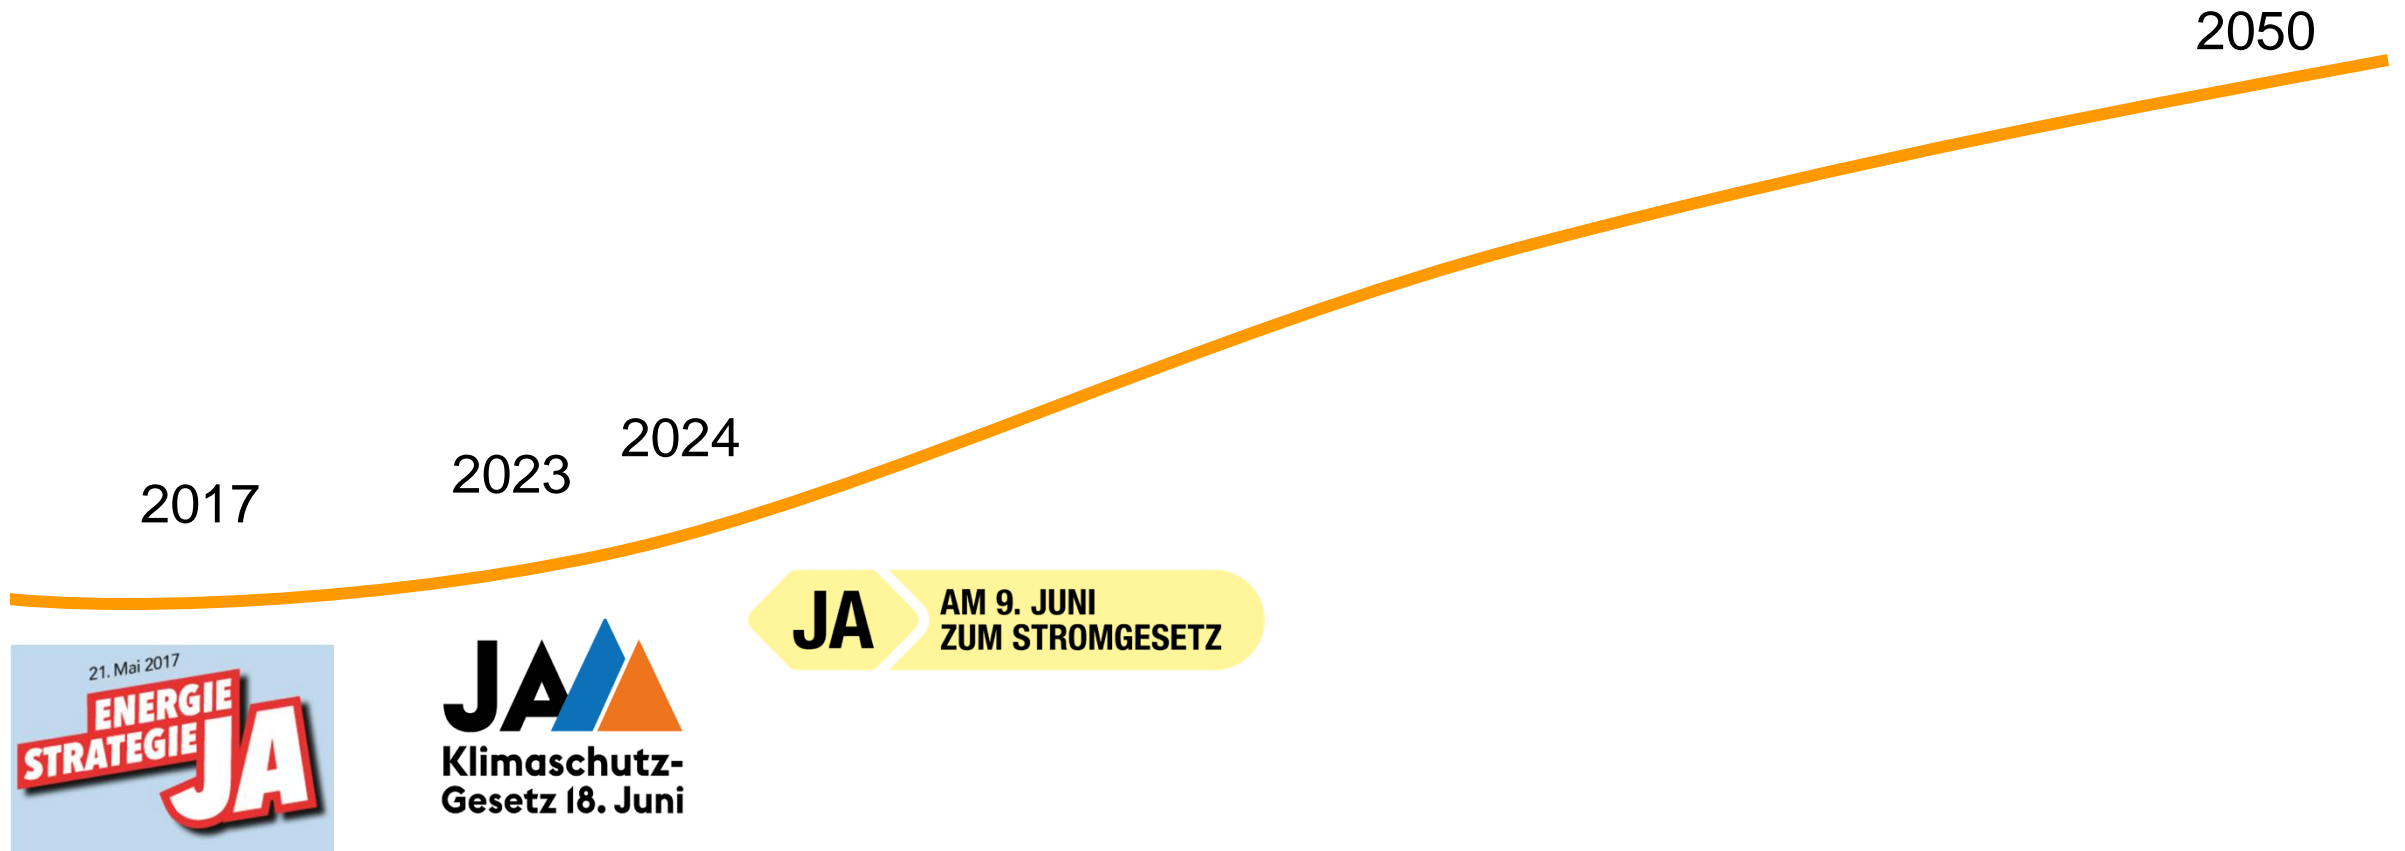 2050
2024
2023
2017
21. Mai 2017
ENERGIE
STRATEGIE
JA
JA
Klimaschutz-
Gesetz 18. Juni
JA
AM 9. JUNI
ZUM STROMGESETZ